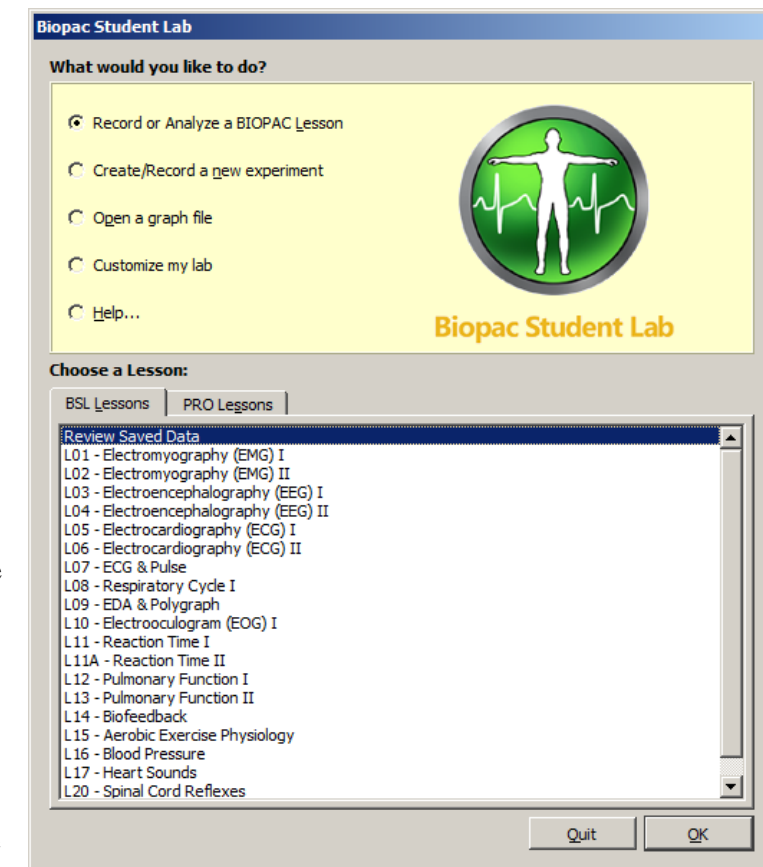 Biopac Student Lab
What would you like to do?
Record or Analyze a BIOPAC Lesson
Create/Record a new experiment
Open a graph file
Customize my lab
Help...
Biopac Student Lab
Choose a Lesson:
BSL Lessons PRO Lessons
Review Saved Data
L01 - Electromyography (EMG) I
L02 - Electromyography (EMG) II
L03 - Electroencephalography (EEG) I
L04 - Electroencephalography (EEG) II
L05 - Electrocardiography (ECG) I
L06 - Electrocardiography (ECG) II
L07 - ECG & Pulse
L08 - Respiratory Cycle I
L09 - EDA & Polygraph
L10 - Electrooculogram (EOG) I
L11 - Reaction Time I
L11A - Reaction Time II
L12 - Pulmonary Function I
L13 - Pulmonary Function II
L14 - Biofeedback
L15 - Aerobic Exercise Physiology
L16 - Blood Pressure
L17 - Heart Sounds
L20 - Spinal Cord Reflexes
Quit OK